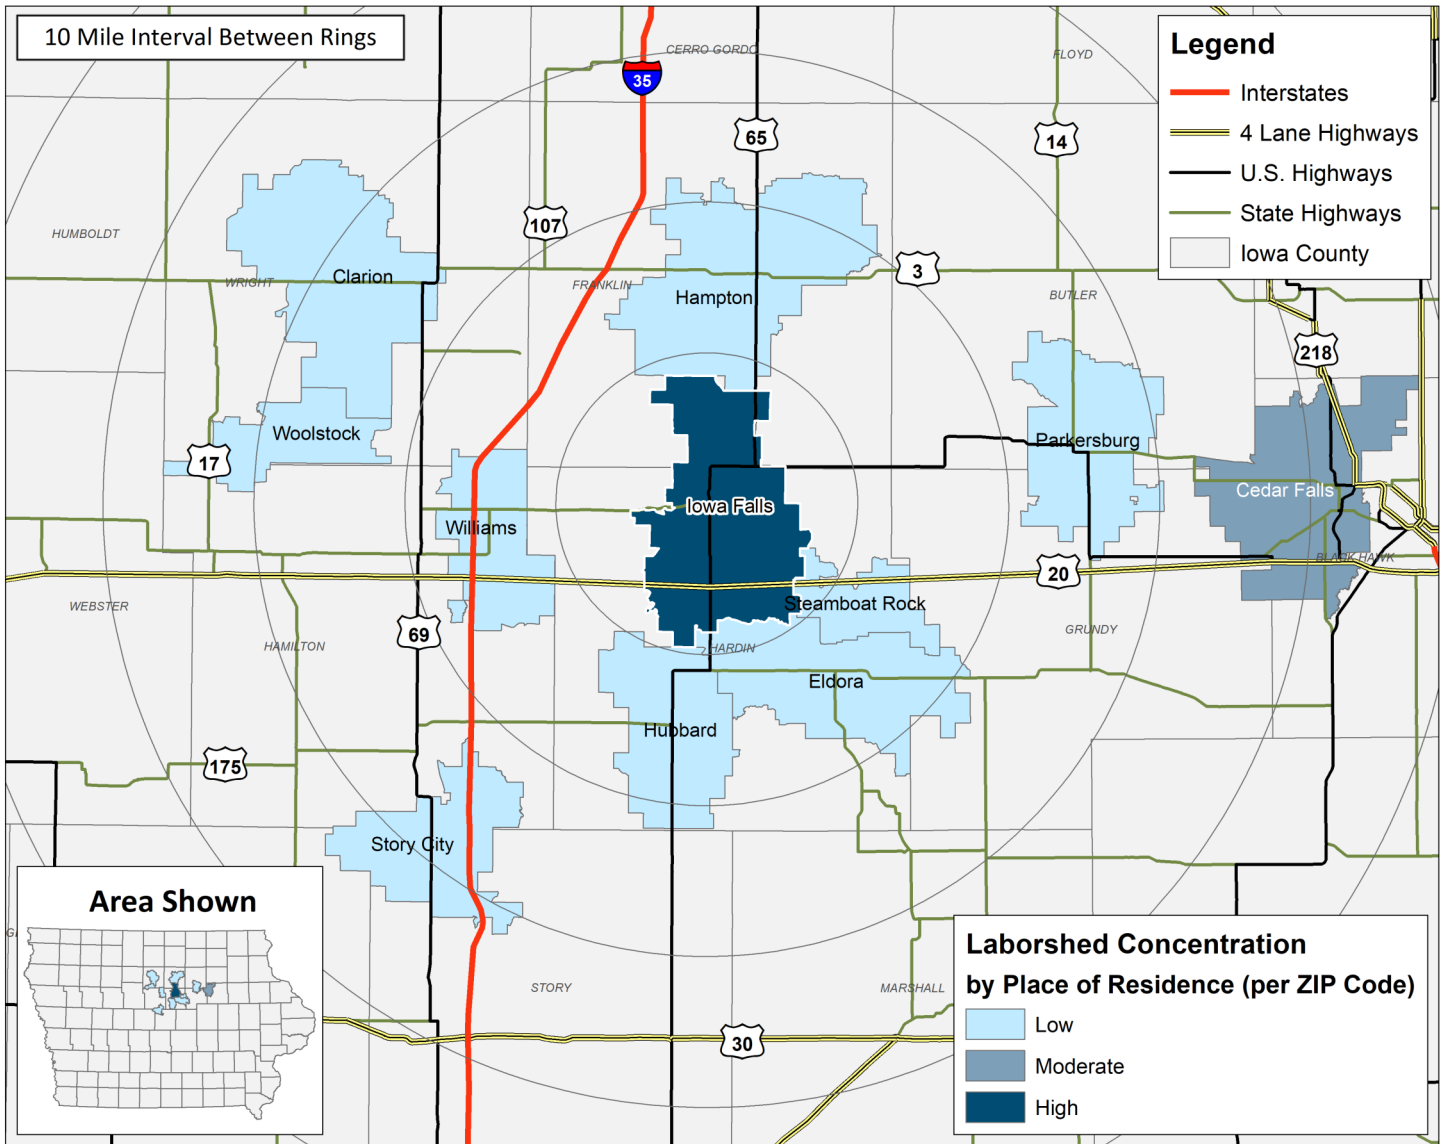 10 Mile Interval Between Rings
CERRO GORDO
FLOYD
Legend
Interstates
4 Lane Highways
U.S. Highways
State Highways
Iowa County
35
65
14
107
HUMBOLDT
WRIGHT
Clarion
FRANKLIN
Hampton
3
BUTLER
218
Woolstock
17
Parkersburg
Cedar Falls
Williams
Iowa Falls
BLACK HAWK
20
WEBSTER
HAMILTON
69
Steamboat Rock
HARDIN
GRUNDY
Eldora
Hubbard
175
Story City
STORY
MARSHALL
30
Area Shown
Laborshed Concentration
by Place of Residence (per ZIP Code)
Low
Moderate
High